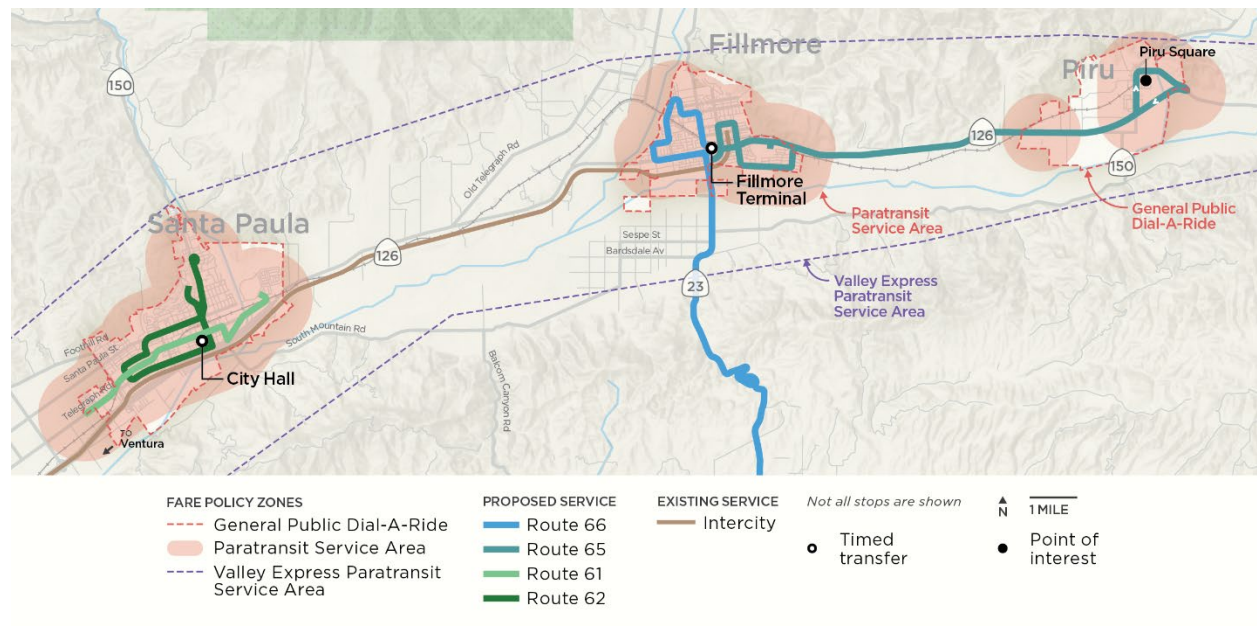 Fillmore
Piru Square
Piru
150
126
126
150
Old Telegraph Rd
Fillmore
Terminal
Paratransit
Service Area
General Public
Dial-A-Ride
Santa Paula
Sespe St
Bardsdale Av
126
23
Valley Express
Paratransit
Service Area
South Mountain Rd
Foothill Rd
Santa Paula St
Telegraph Rd
City Hall
Balcom Canyon Rd
TO
Ventura
FARE POLICY ZONES
General Public Dial-A-Ride
Paratransit Service Area
Valley Express Paratransit
Service Area
PROPOSED SERVICE
Route 66
Route 65
Route 61
Route 62
EXISTING SERVICE
Intercity
Not all stops are shown
Timed
transfer
N
1 MILE
Point of
interest